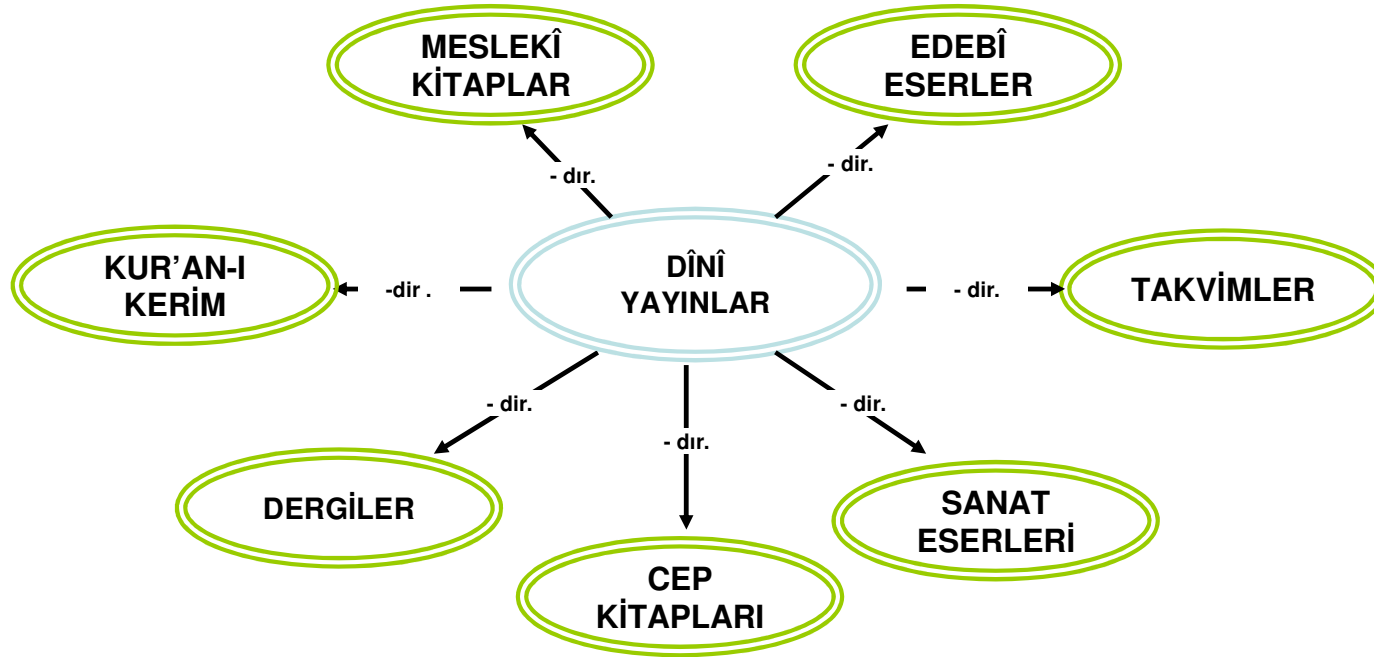 MESLEKÎ
KİTAPLAR
EDEBÎ
ESERLER
- dır.
- dir.
KUR’AN-I
KERİM
-dir .
DÎNÎ
YAYINLAR
- dir.
TAKVİMLER
- dir.
- dır.
- dir.
DERGİLER
CEP
KİTAPLARI
SANAT
ESERLERİ